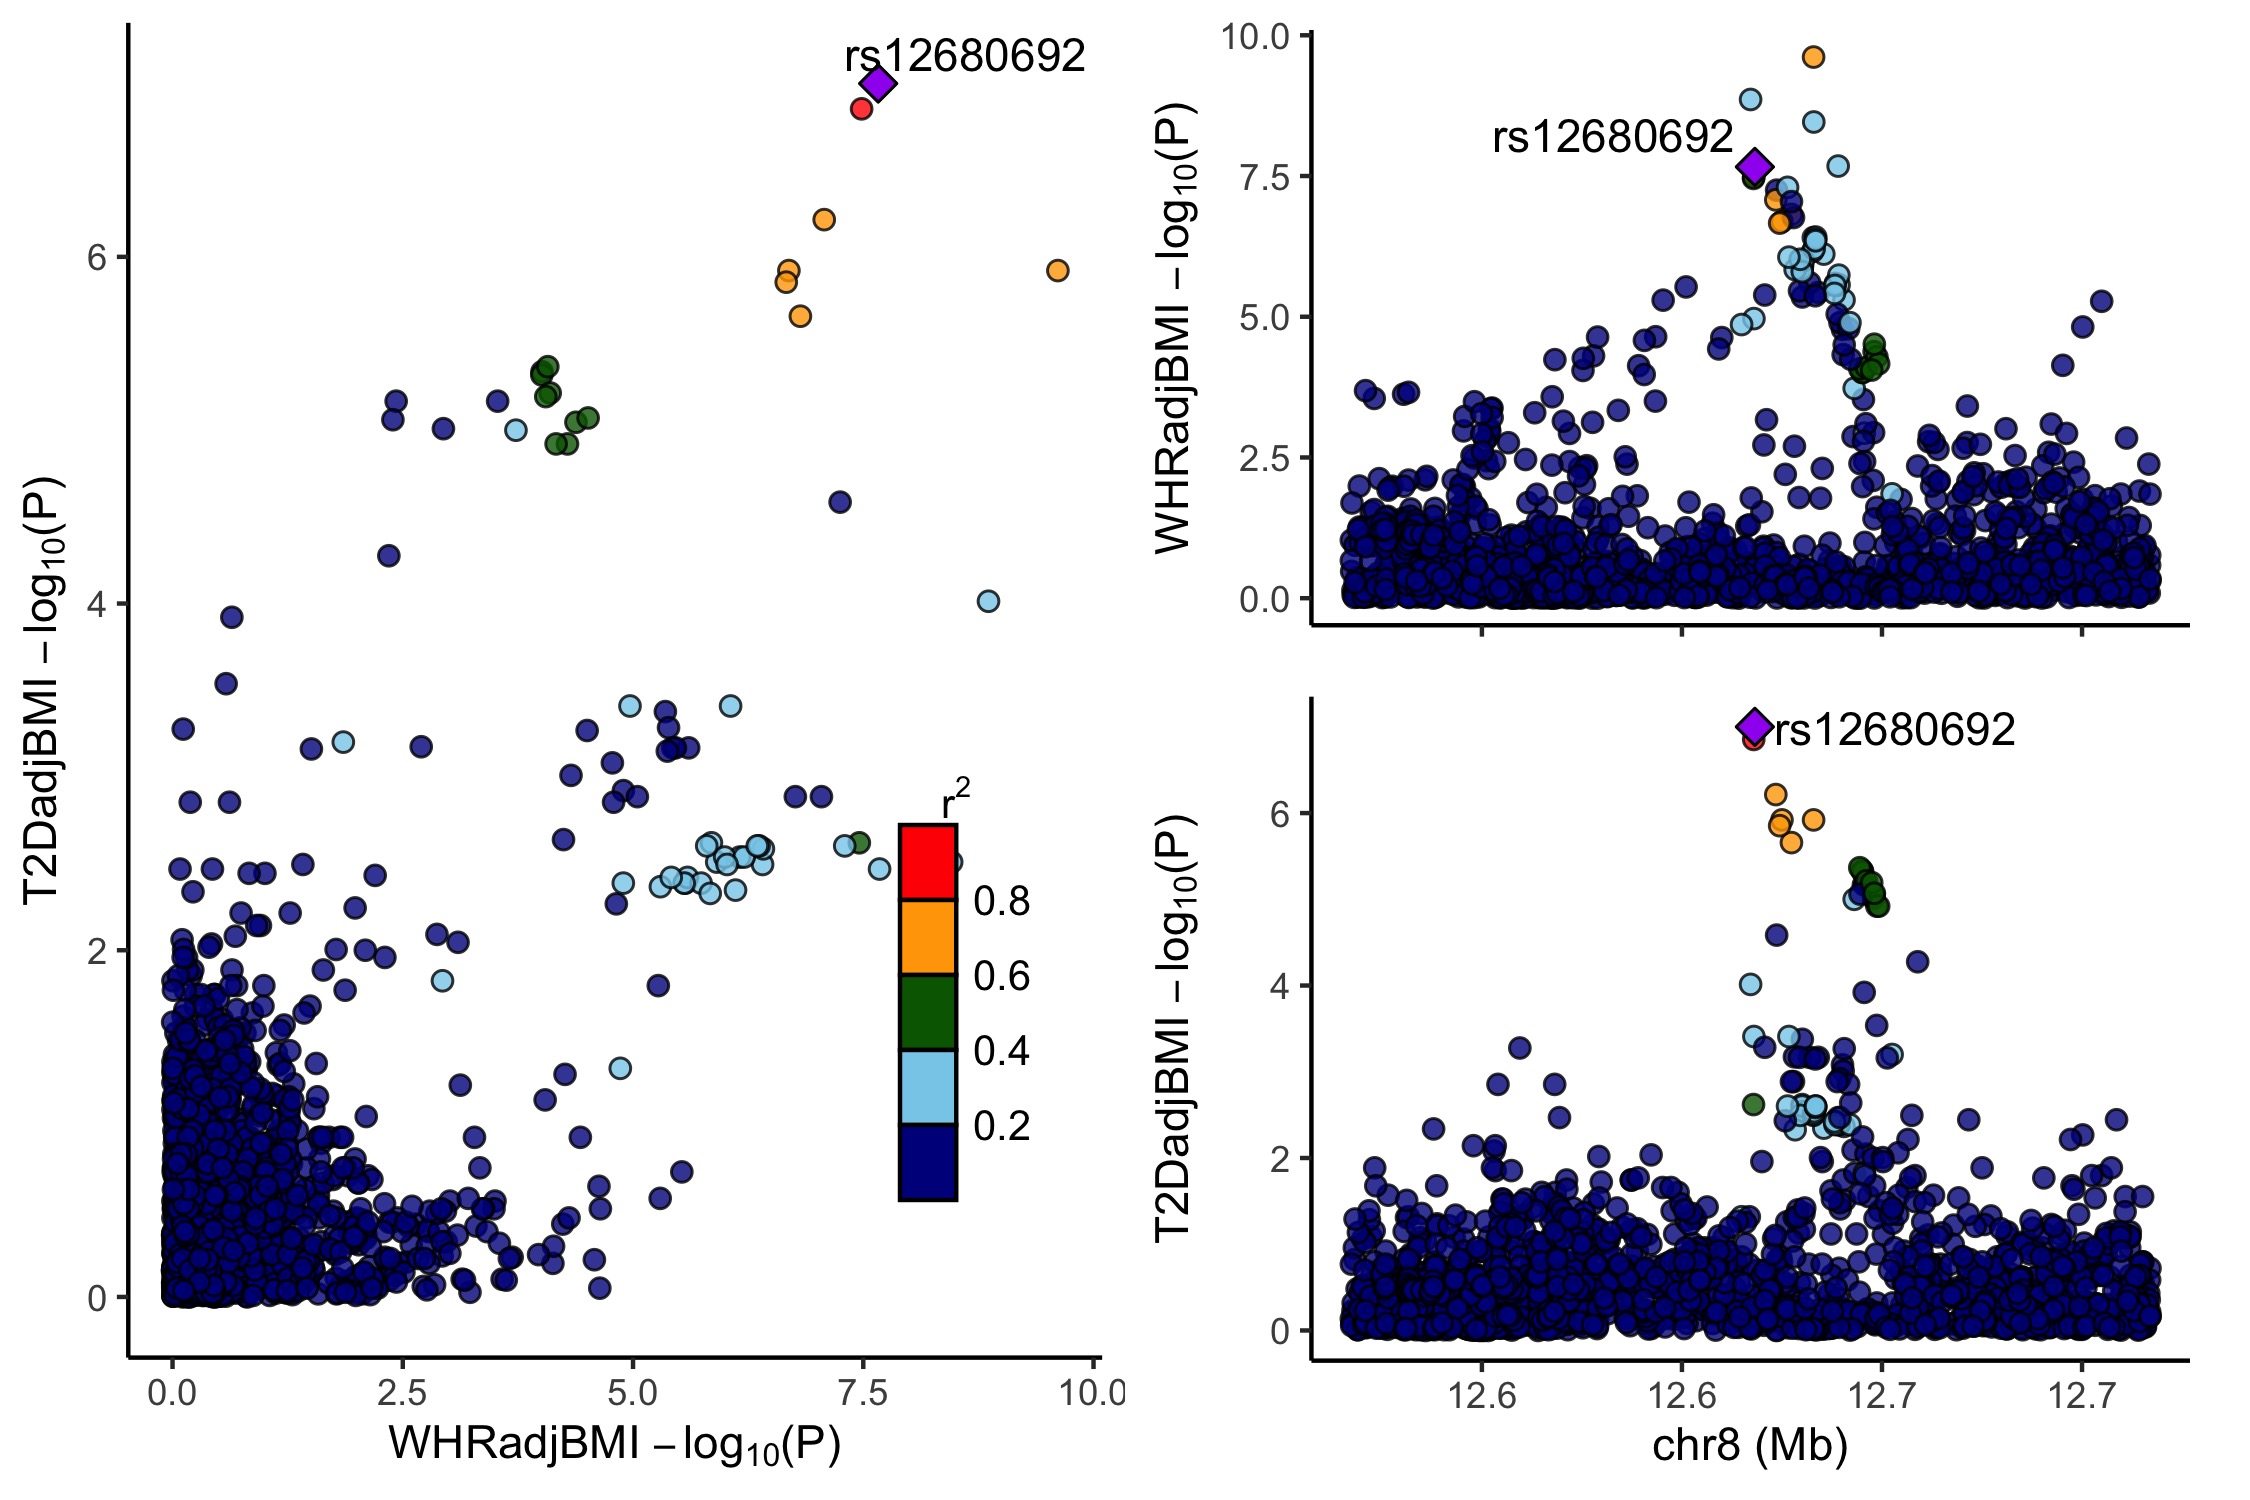 rs12680692
6
4
2
0
T2DadjBMI −log10(P)
0.0 2.5 5.0 7.5 10.0
WHRadjBMI −log10(P)
r2
0.8
0.6
0.4
0.2
10.0
7.5
5.0
2.5
0.0
WHRadjBMI −log10(P)
rs12680692
rs12680692
6
4
2
0
T2DadjBMI −log10(P)
12.6 12.6 12.7 12.7
chr8 (Mb)